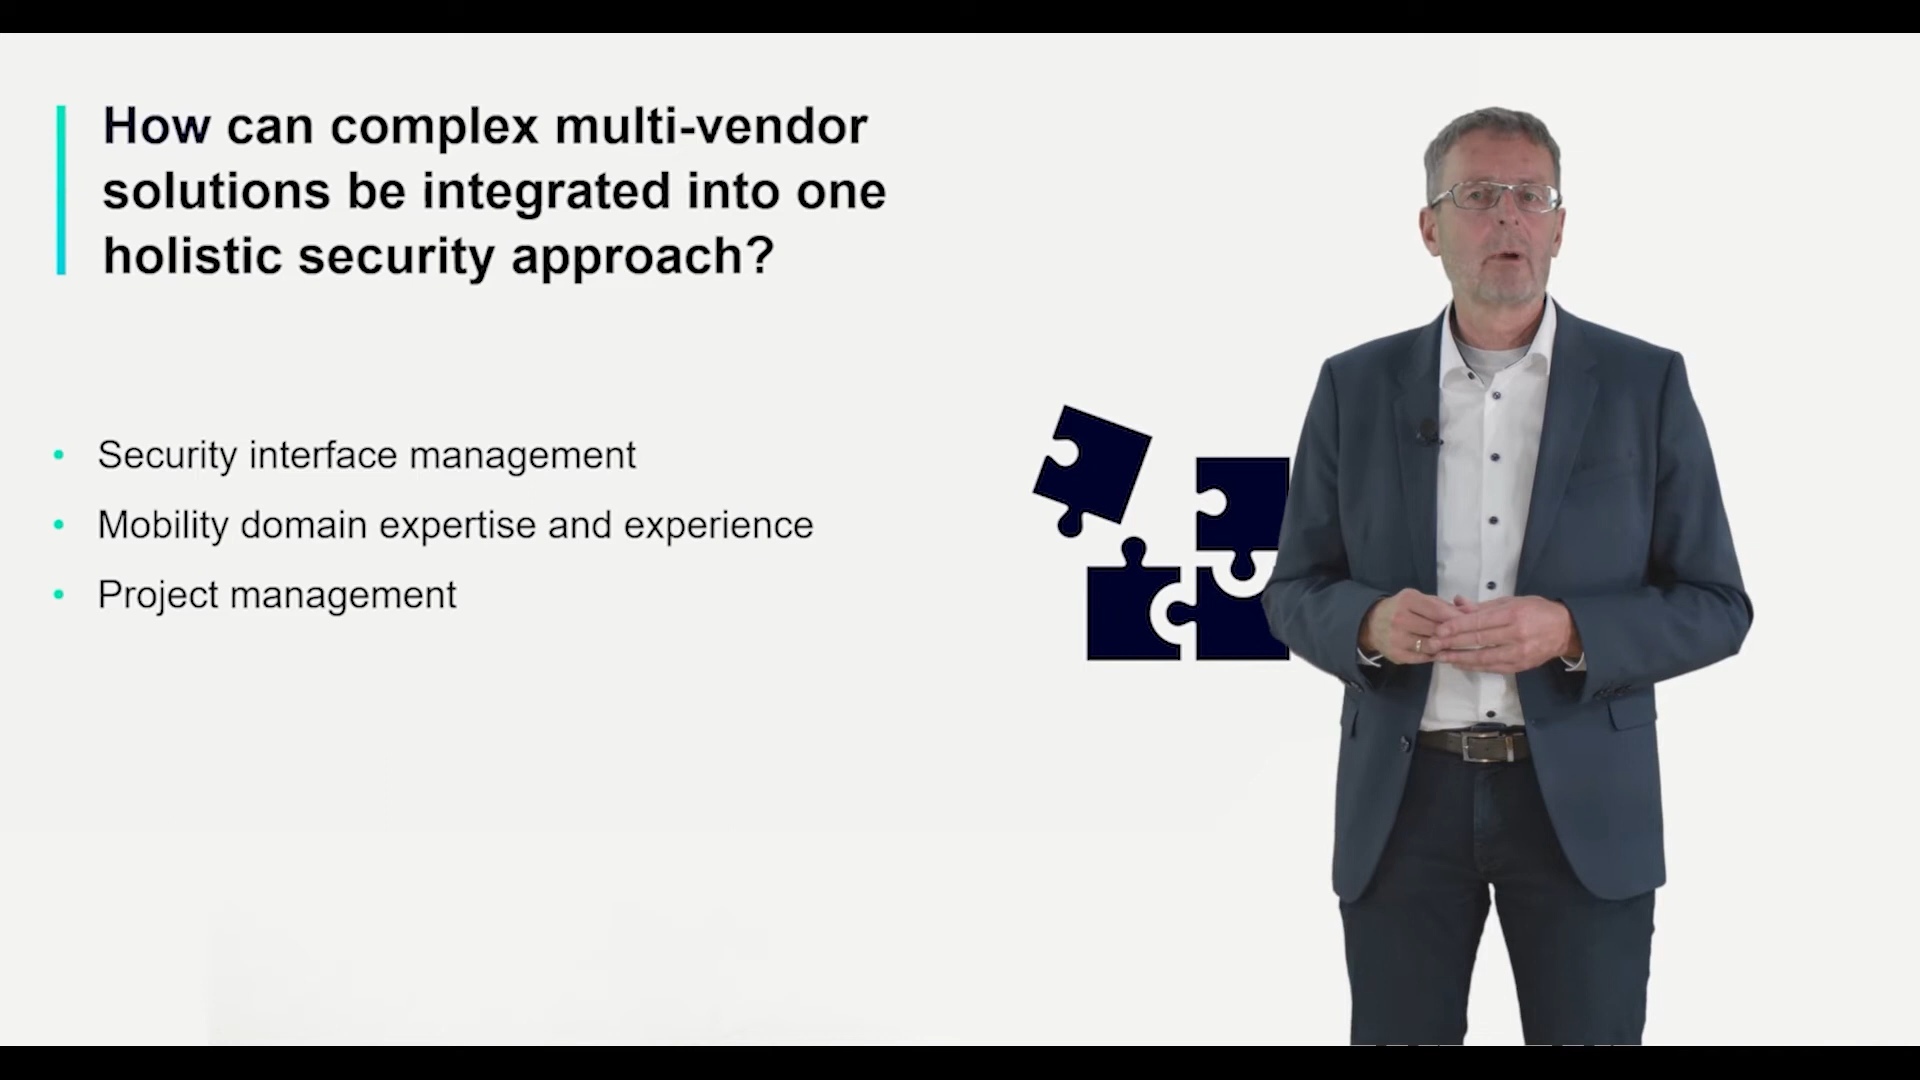 How can complex multi-vendor
solutions be integrated into one
holistic security approach?
• Security interface management
• Mobility domain expertise and experience
• Project management